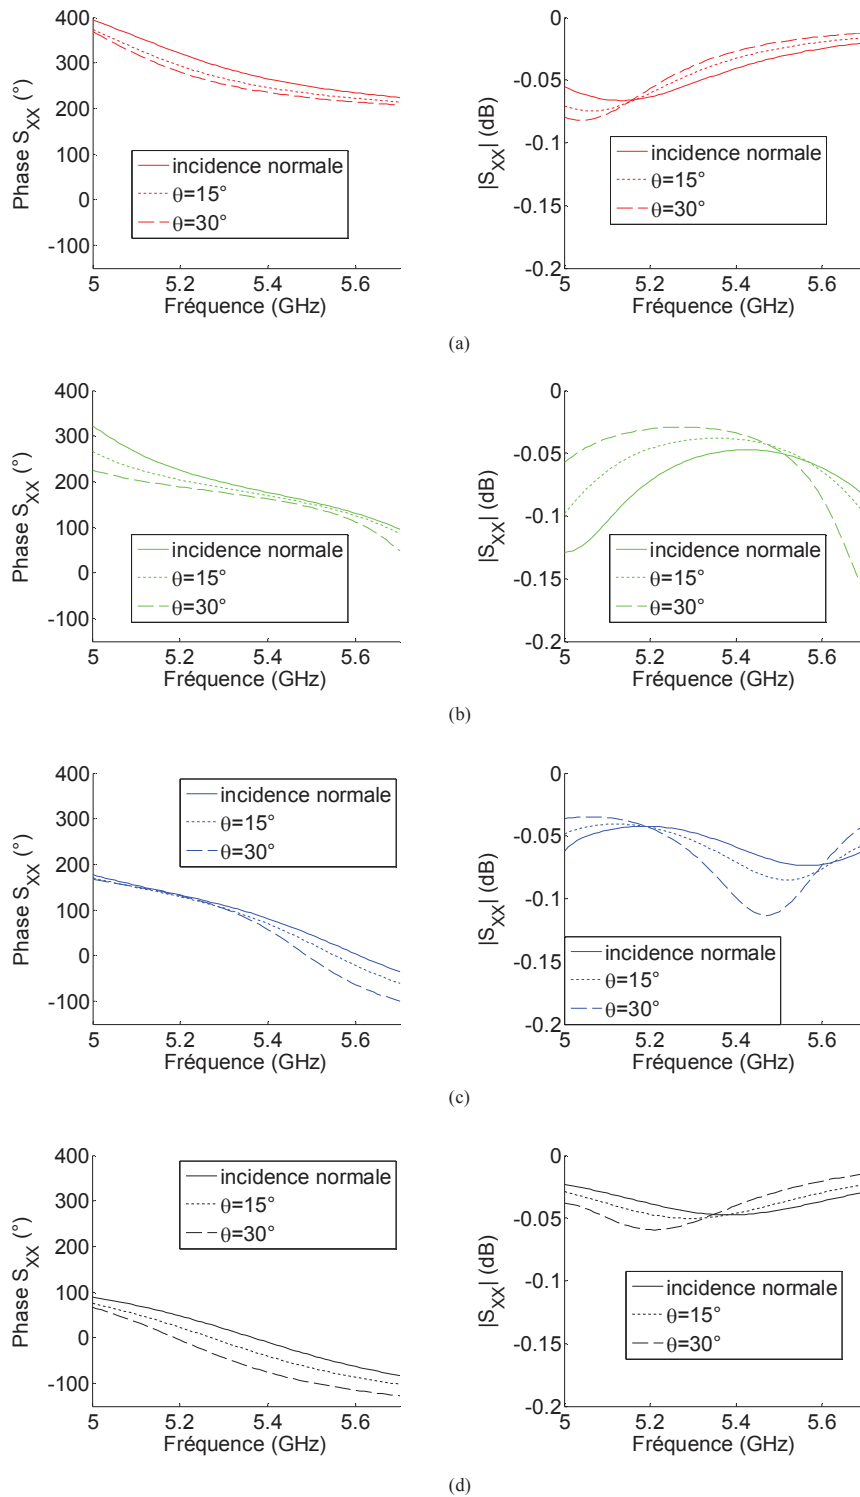 400
300
200
100
0
-100
Phase S_XX (°)
incidence normale
θ=15°
θ=30°
5 5.2 5.4 5.6
Fréquence (GHz)
0
-0.05
-0.1
-0.15
-0.2
|S_XX| (dB)
incidence normale
θ=15°
θ=30°
5 5.2 5.4 5.6
Fréquence (GHz)
(a)
400
300
200
100
0
-100
Phase S_XX (°)
incidence normale
θ=15°
θ=30°
5 5.2 5.4 5.6
Fréquence (GHz)
0
-0.05
-0.1
-0.15
-0.2
|S_XX| (dB)
incidence normale
θ=15°
θ=30°
5 5.2 5.4 5.6
Fréquence (GHz)
(b)
400
300
200
100
0
-100
Phase S_XX (°)
incidence normale
θ=15°
θ=30°
5 5.2 5.4 5.6
Fréquence (GHz)
0
-0.05
-0.1
-0.15
-0.2
|S_XX| (dB)
incidence normale
θ=15°
θ=30°
5 5.2 5.4 5.6
Fréquence (GHz)
(c)
400
300
200
100
0
-100
Phase S_XX (°)
incidence normale
θ=15°
θ=30°
5 5.2 5.4 5.6
Fréquence (GHz)
0
-0.05
-0.1
-0.15
-0.2
|S_XX| (dB)
incidence normale
θ=15°
θ=30°
5 5.2 5.4 5.6
Fréquence (GHz)
(d)